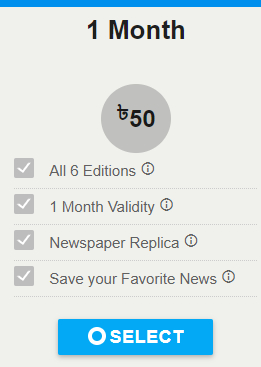 1 Month
৳50
All 6 Editions
1 Month Validity
Newspaper Replica
Save your Favorite News
SELECT